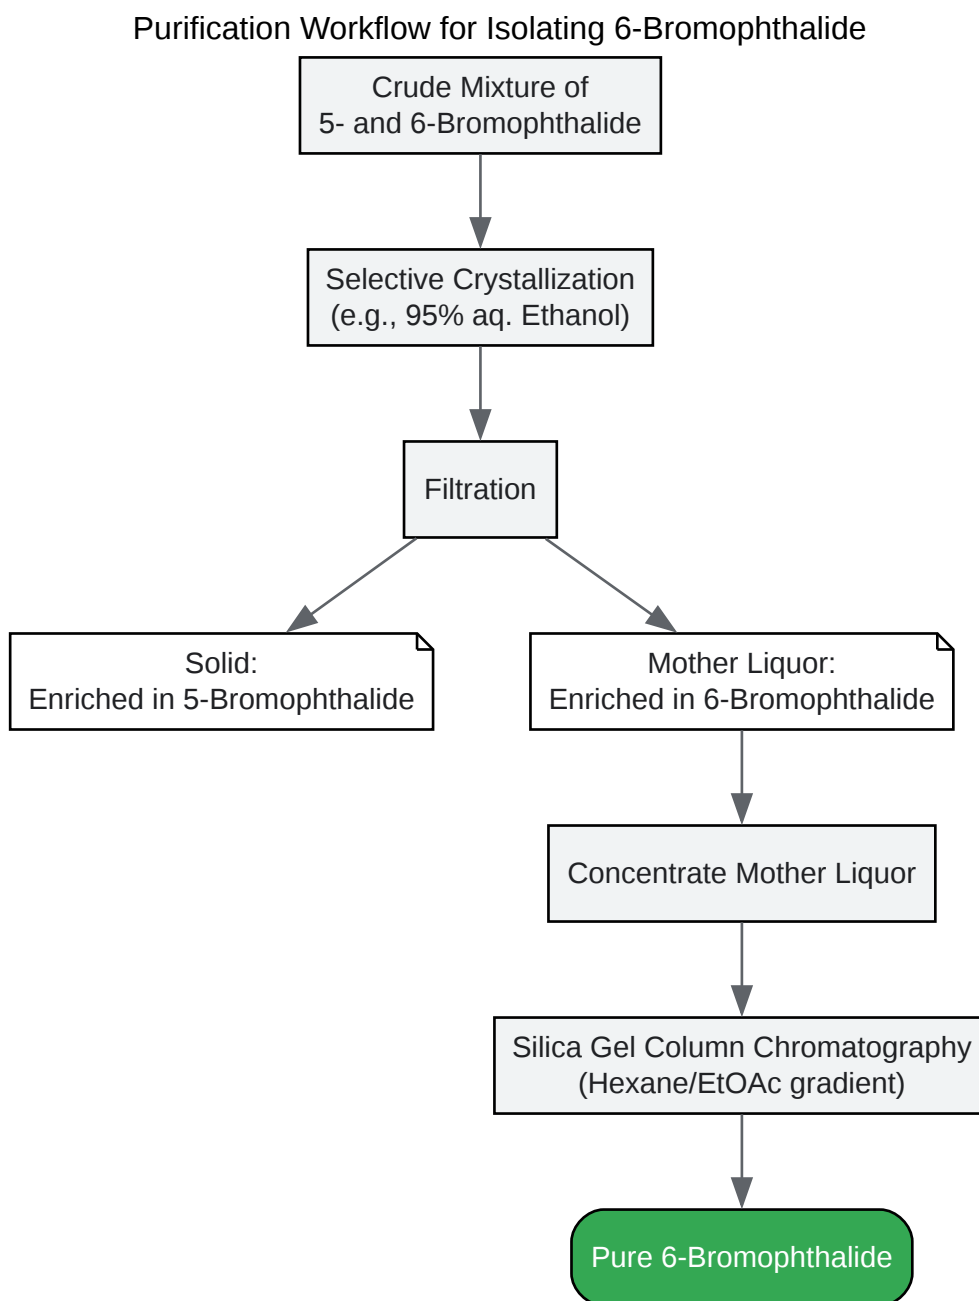 Purification Workflow for Isolating 6-Bromophthalide
Crude Mixture of
5- and 6-Bromophthalide
Selective Crystallization
(e.g., 95% aq. Ethanol)
Filtration
Solid:
Enriched in 5-Bromophthalide
Mother Liquor:
Enriched in 6-Bromophthalide
Concentrate Mother Liquor
Silica Gel Column Chromatography
(Hexane/EtOAc gradient)
Pure 6-Bromophthalide